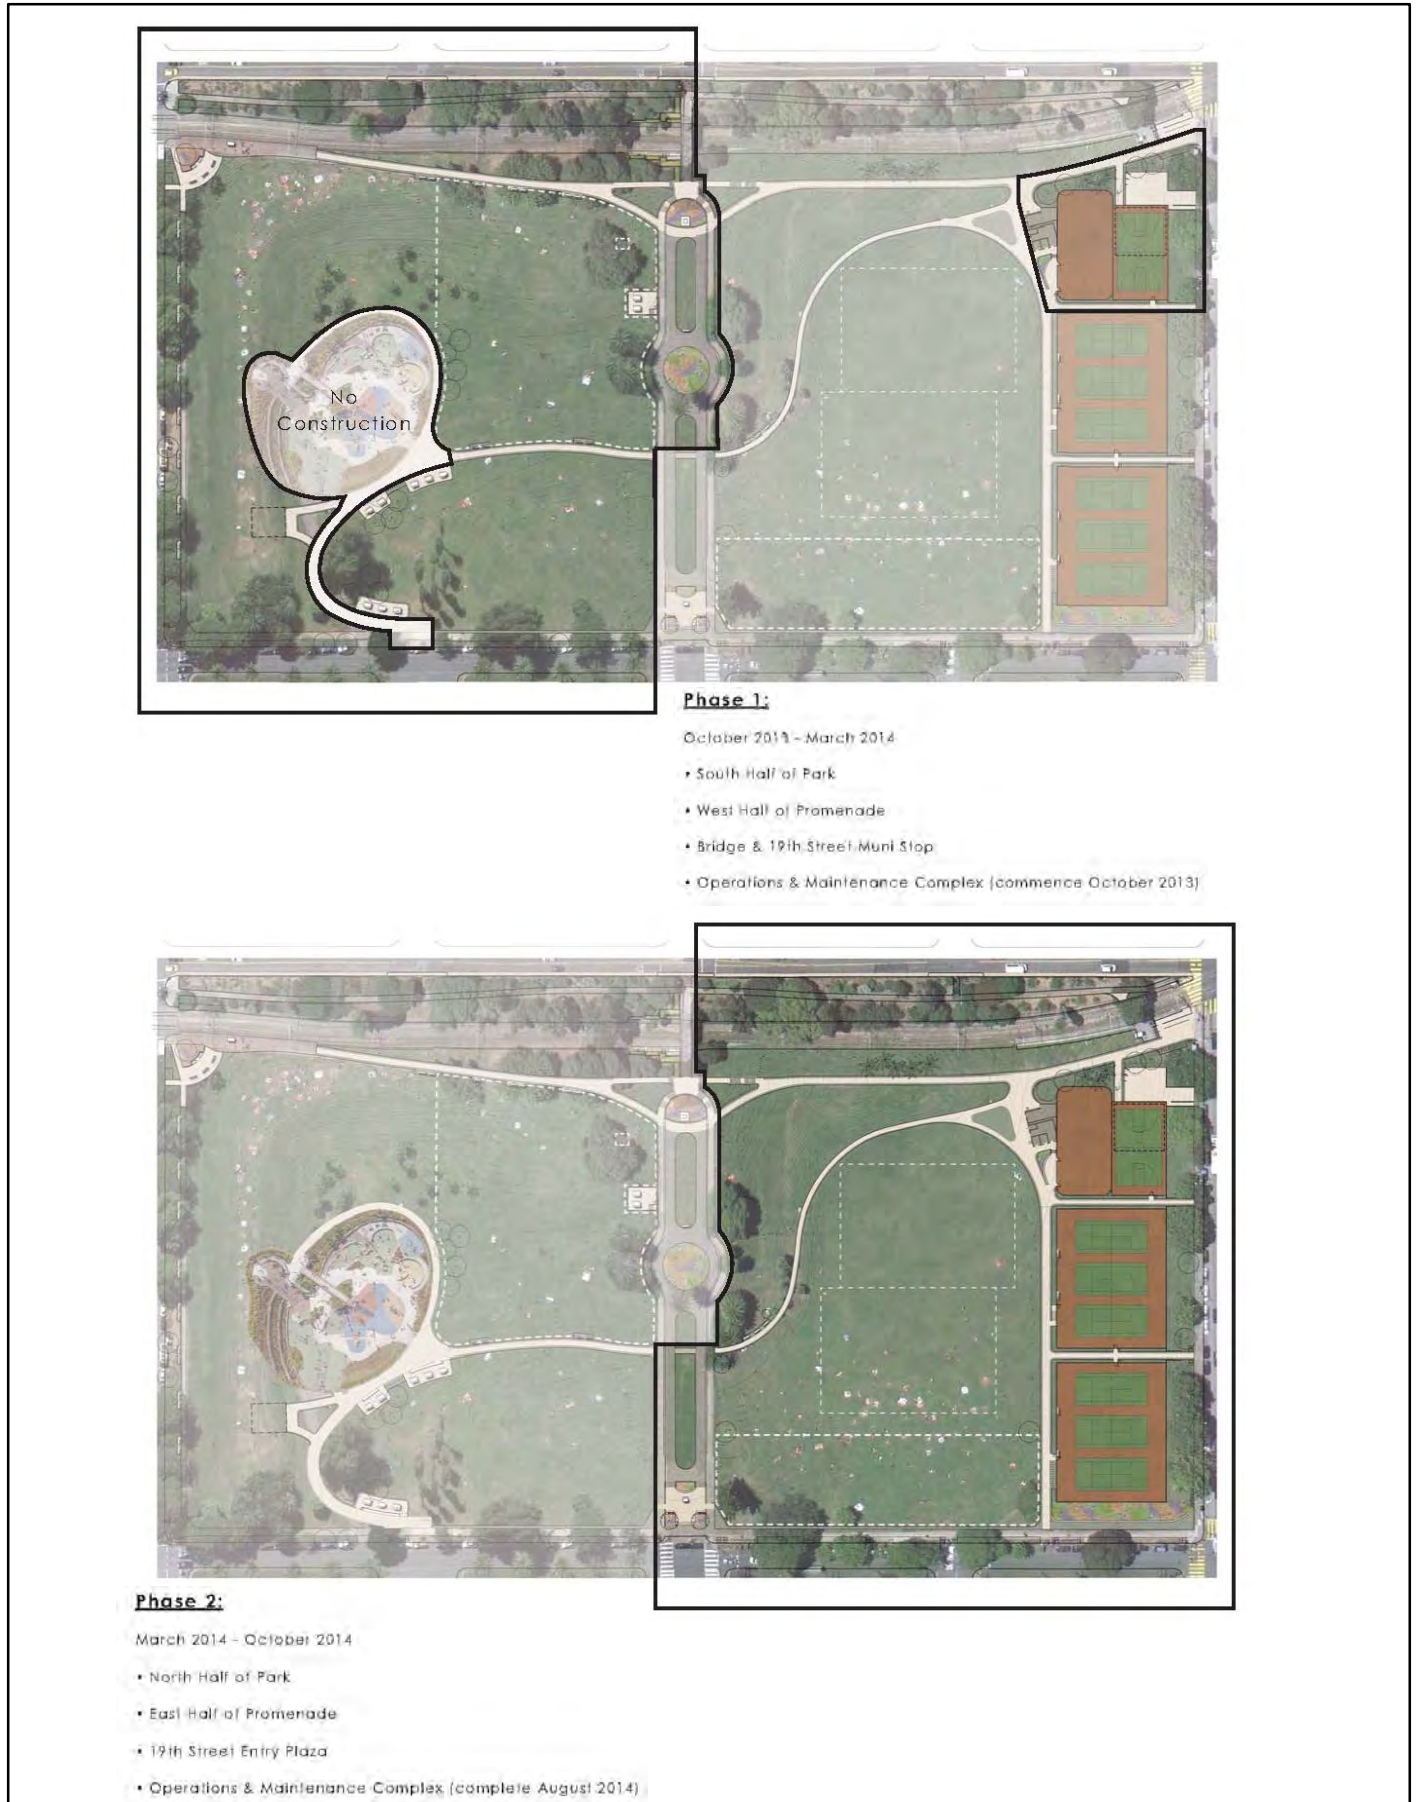 No
Construction
Phase 1:
October 2013 - March 2014
• South Half of Park
• West Half of Promenade
• Bridge & 19th Street Muni Stop
• Operations & Maintenance Complex (commence October 2013)
Phase 2:
March 2014 - October 2014
• North Half of Park
• East Half of Promenade
• 19th Street Entry Plaza
• Operations & Maintenance Complex (complete August 2014)